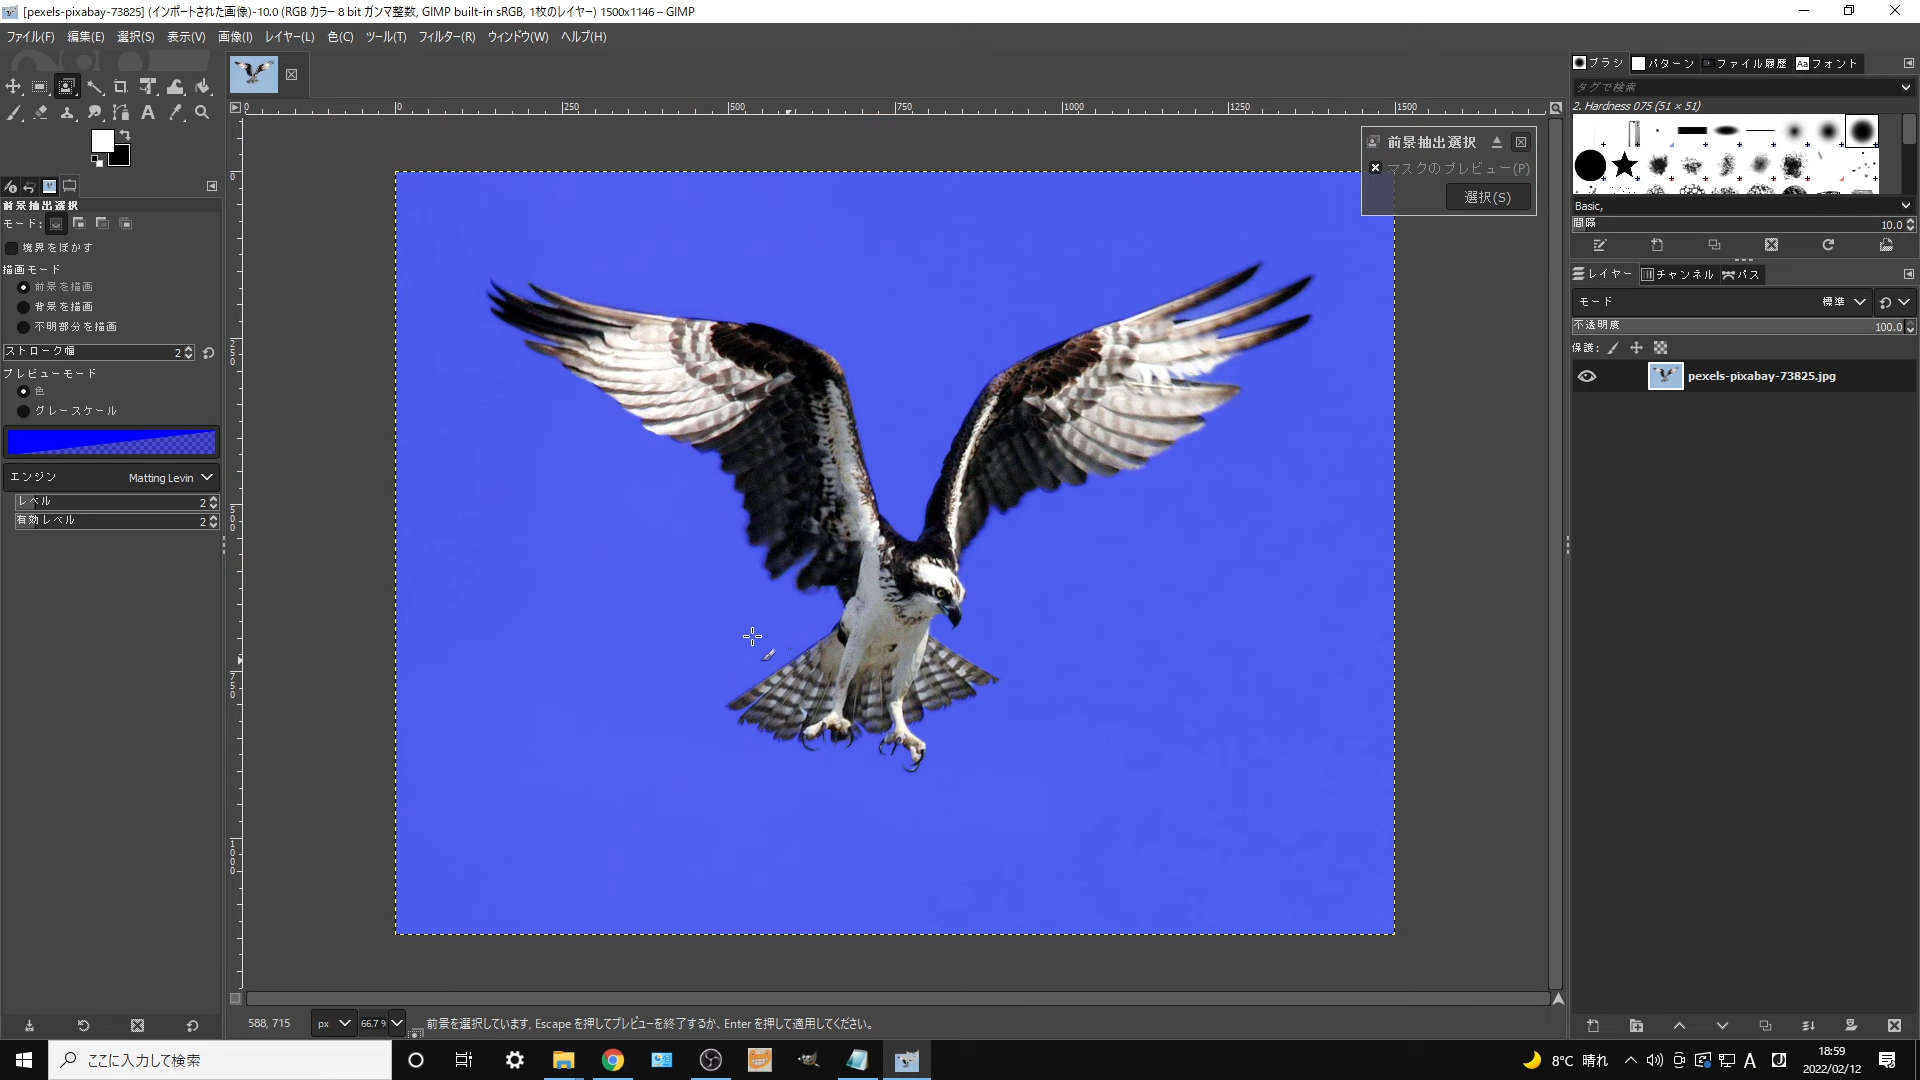 [pexels-pixabay-73825] (インポートされた画像)-10.0 (RGB カラー 8 bit ガンマ整数, GIMP built-in sRGB, 1枚のレイヤー) 1500x1146 – GIMP
ファイル(F) 編集(E) 選択(S) 表示(V) 画像(I) レイヤー(L) 色(C) ツール(T) フィルター(R) ウィンドウ(W) ヘルプ(H)
前景抽出選択
モード:
境界をぼかす
描画モード
前景を描画
背景を描画
不明部分を描画
ストローク幅 2
プレビューモード
色
グレースケール
エンジン Matting Levin
レベル 2
有効レベル 2
0 0 250 500 750 1000 1250 1500
0
250
500
750
1000
前景抽出選択
マスクのプレビュー(P)
選択(S)
588, 715 px 66.7 9 前景を選択しています, Escape を押してプレビューを終了するか、Enter を押して適用してください。
ブラシ パターン ファイル履歴 Aa フォント
タグで検索
2. Hardness 075 (51 × 51)
Basic,
間隔 10.0
レイヤー チャンネル パス
モード 標準
不透明度 100.0
保護:
pexels-pixabay-73825.jpg
ここに入力して検索
8°C 晴れ A
18:59
2022/02/12